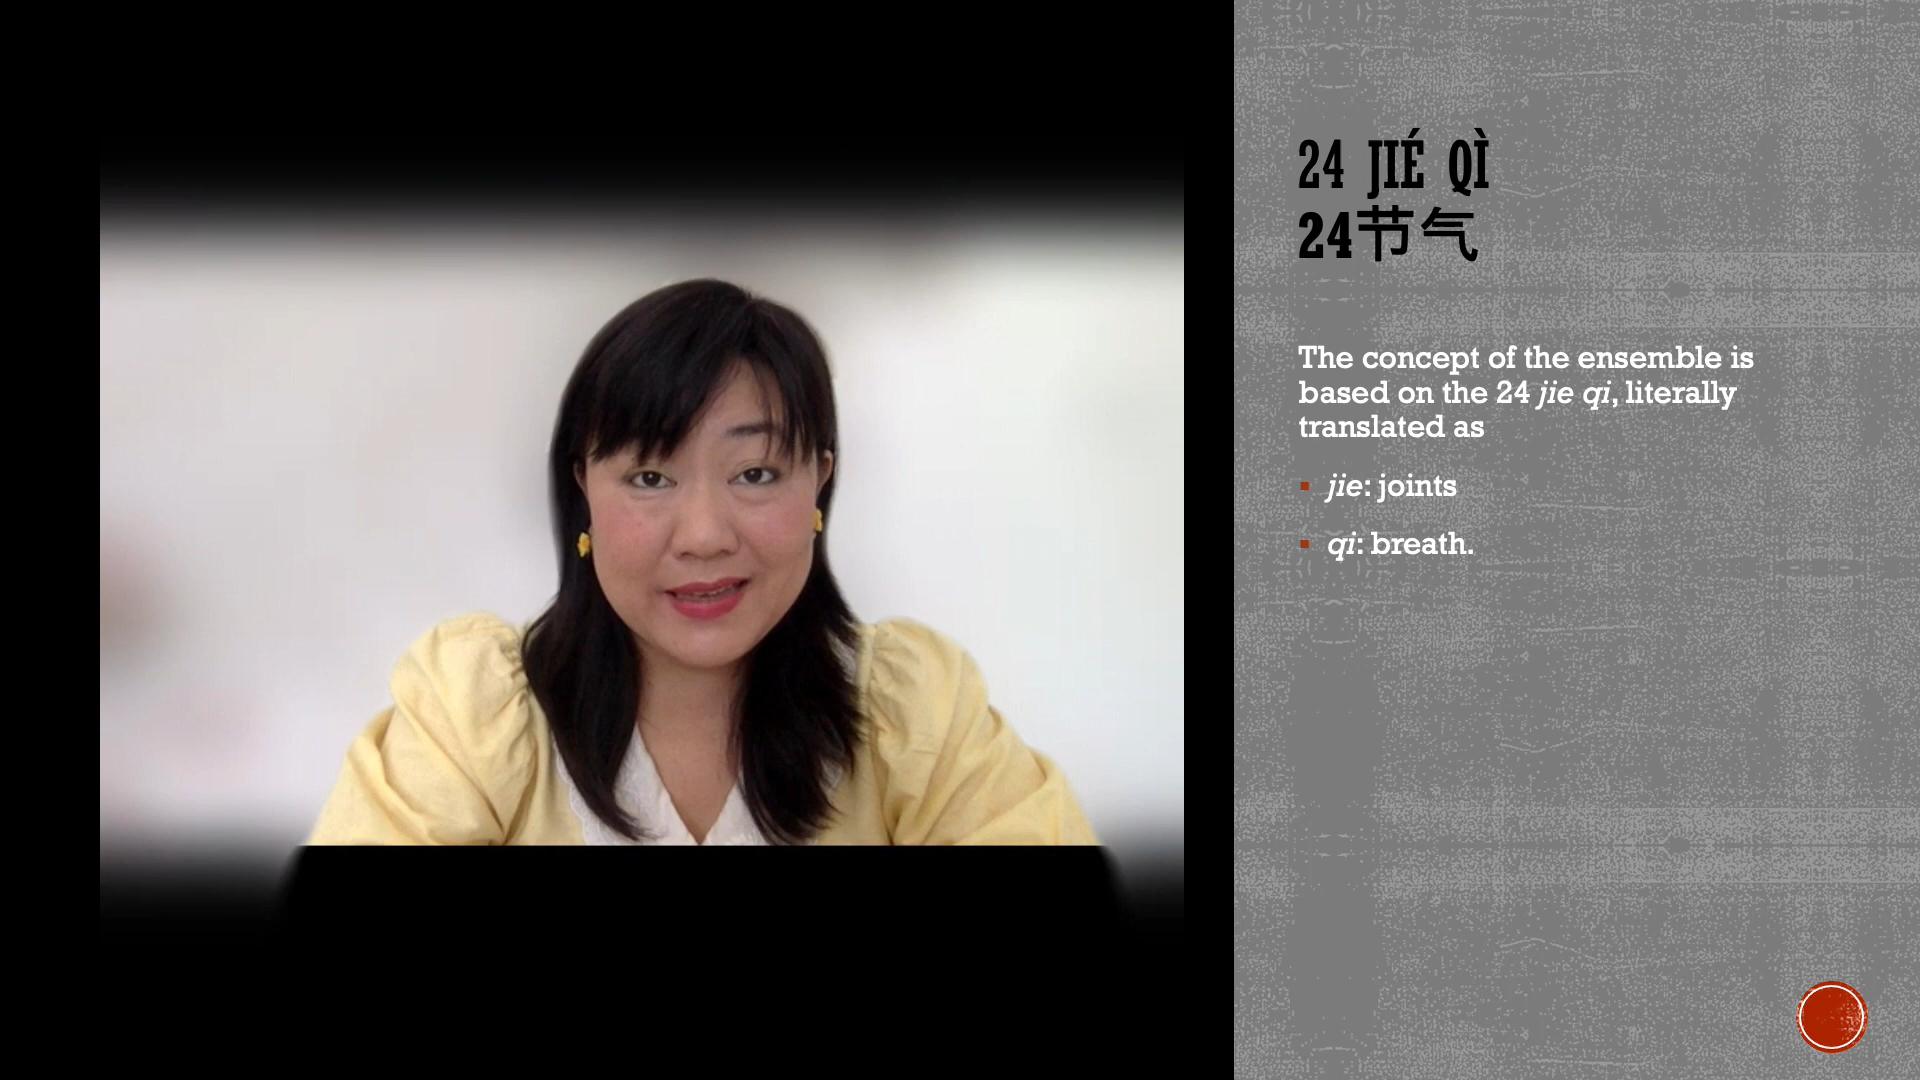 24 JIÉ QÌ
24节气
The concept of the ensemble is
based on the 24 jie qi, literally
translated as
▪ jie: joints
▪ qi: breath.